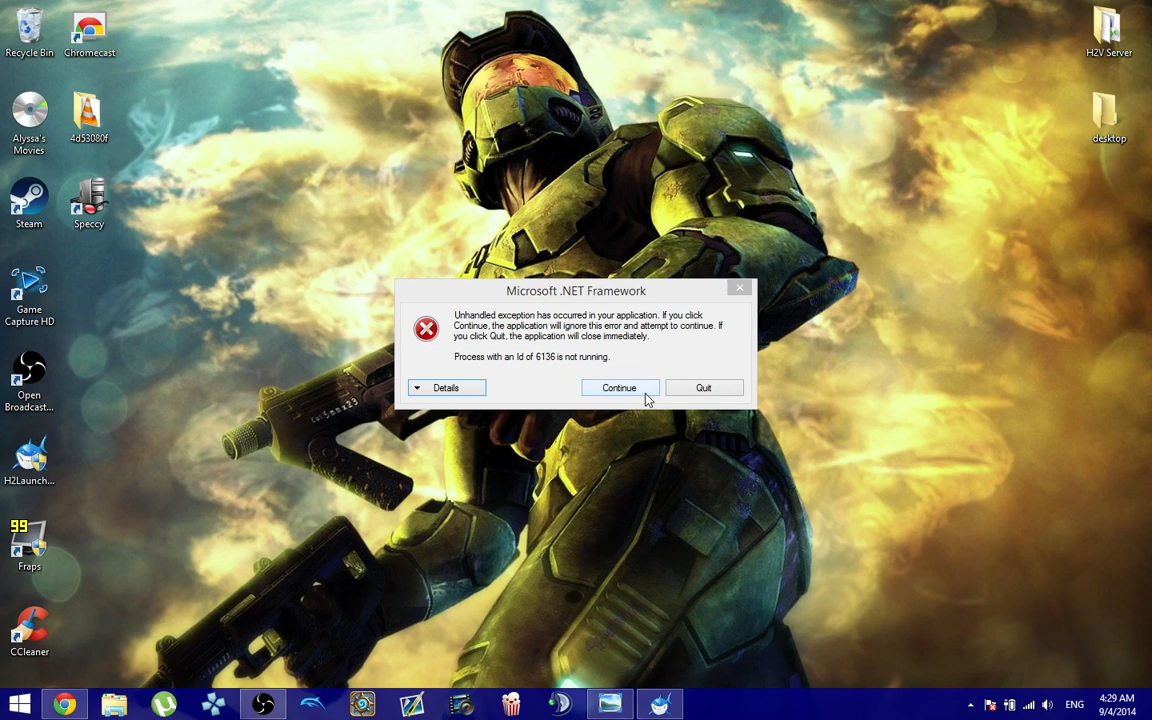 Recycle Bin
Chromecast
H2V Server
Alyssa's
Movies
4d53080f
desktop
Steam
Speccy
Game
Capture HD
Open
Broadcast...
H2Launch...
99
Fraps
CCleaner
Microsoft .NET Framework
Unhandled exception has occurred in your application. If you click
Continue, the application will ignore this error and attempt to continue. If
you click Quit, the application will close immediately.
Process with an Id of 6136 is not running.
Details
Continue
Quit
ENG
4:29 AM
9/4/2014